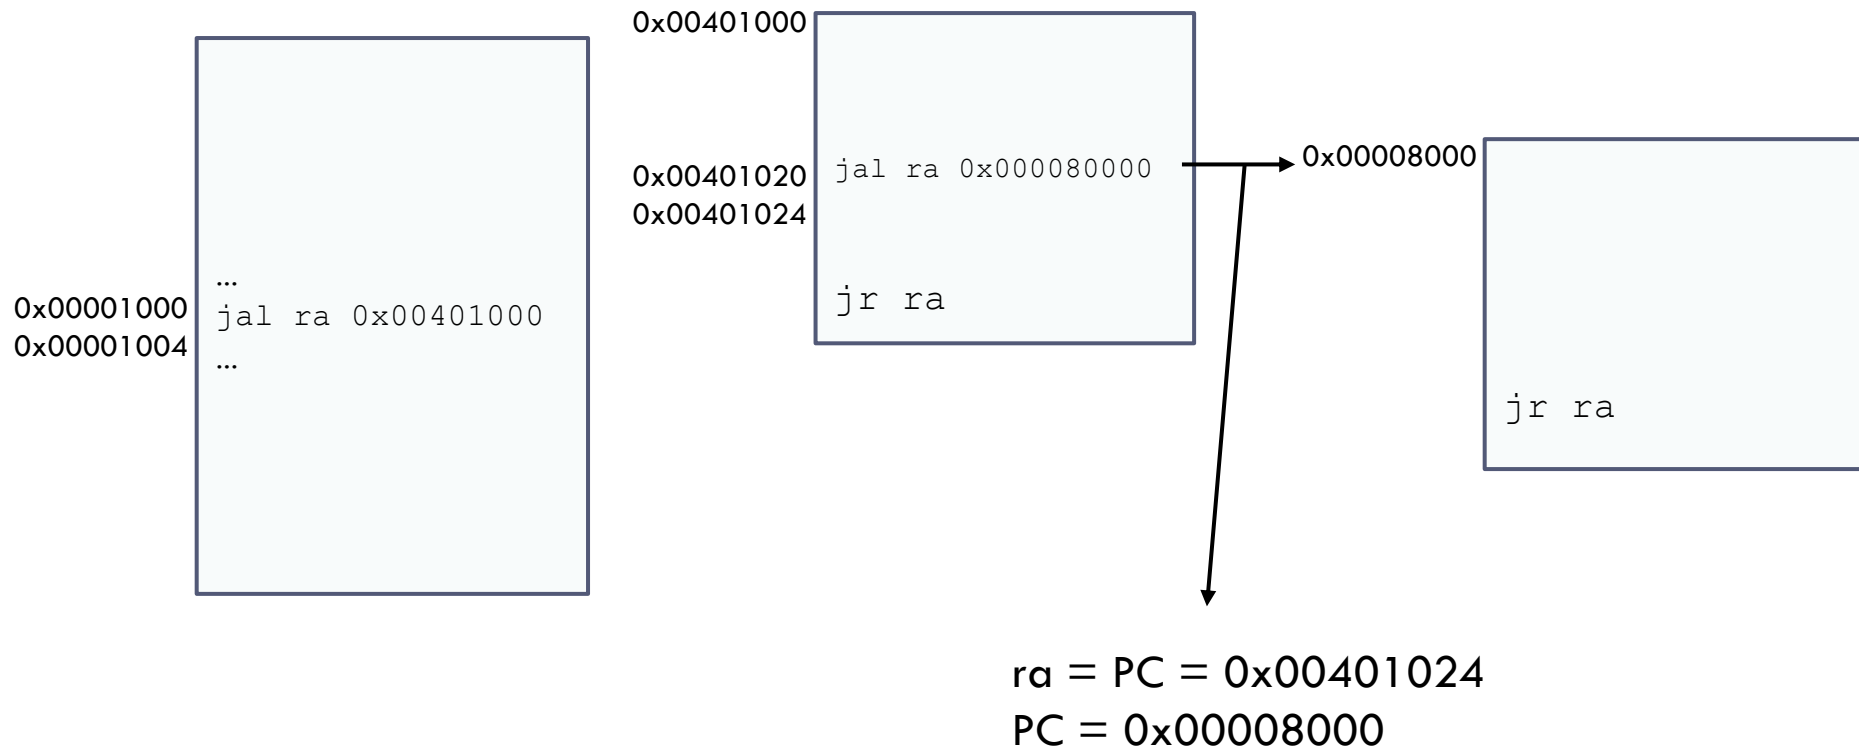 ...
0x00001000
jal ra 0x00401000
0x00001004
...
0x00401000
0x00401020
jal ra 0x000080000
0x00401024
jr ra
0x00008000
jr ra
ra = PC = 0x00401024
PC = 0x00008000